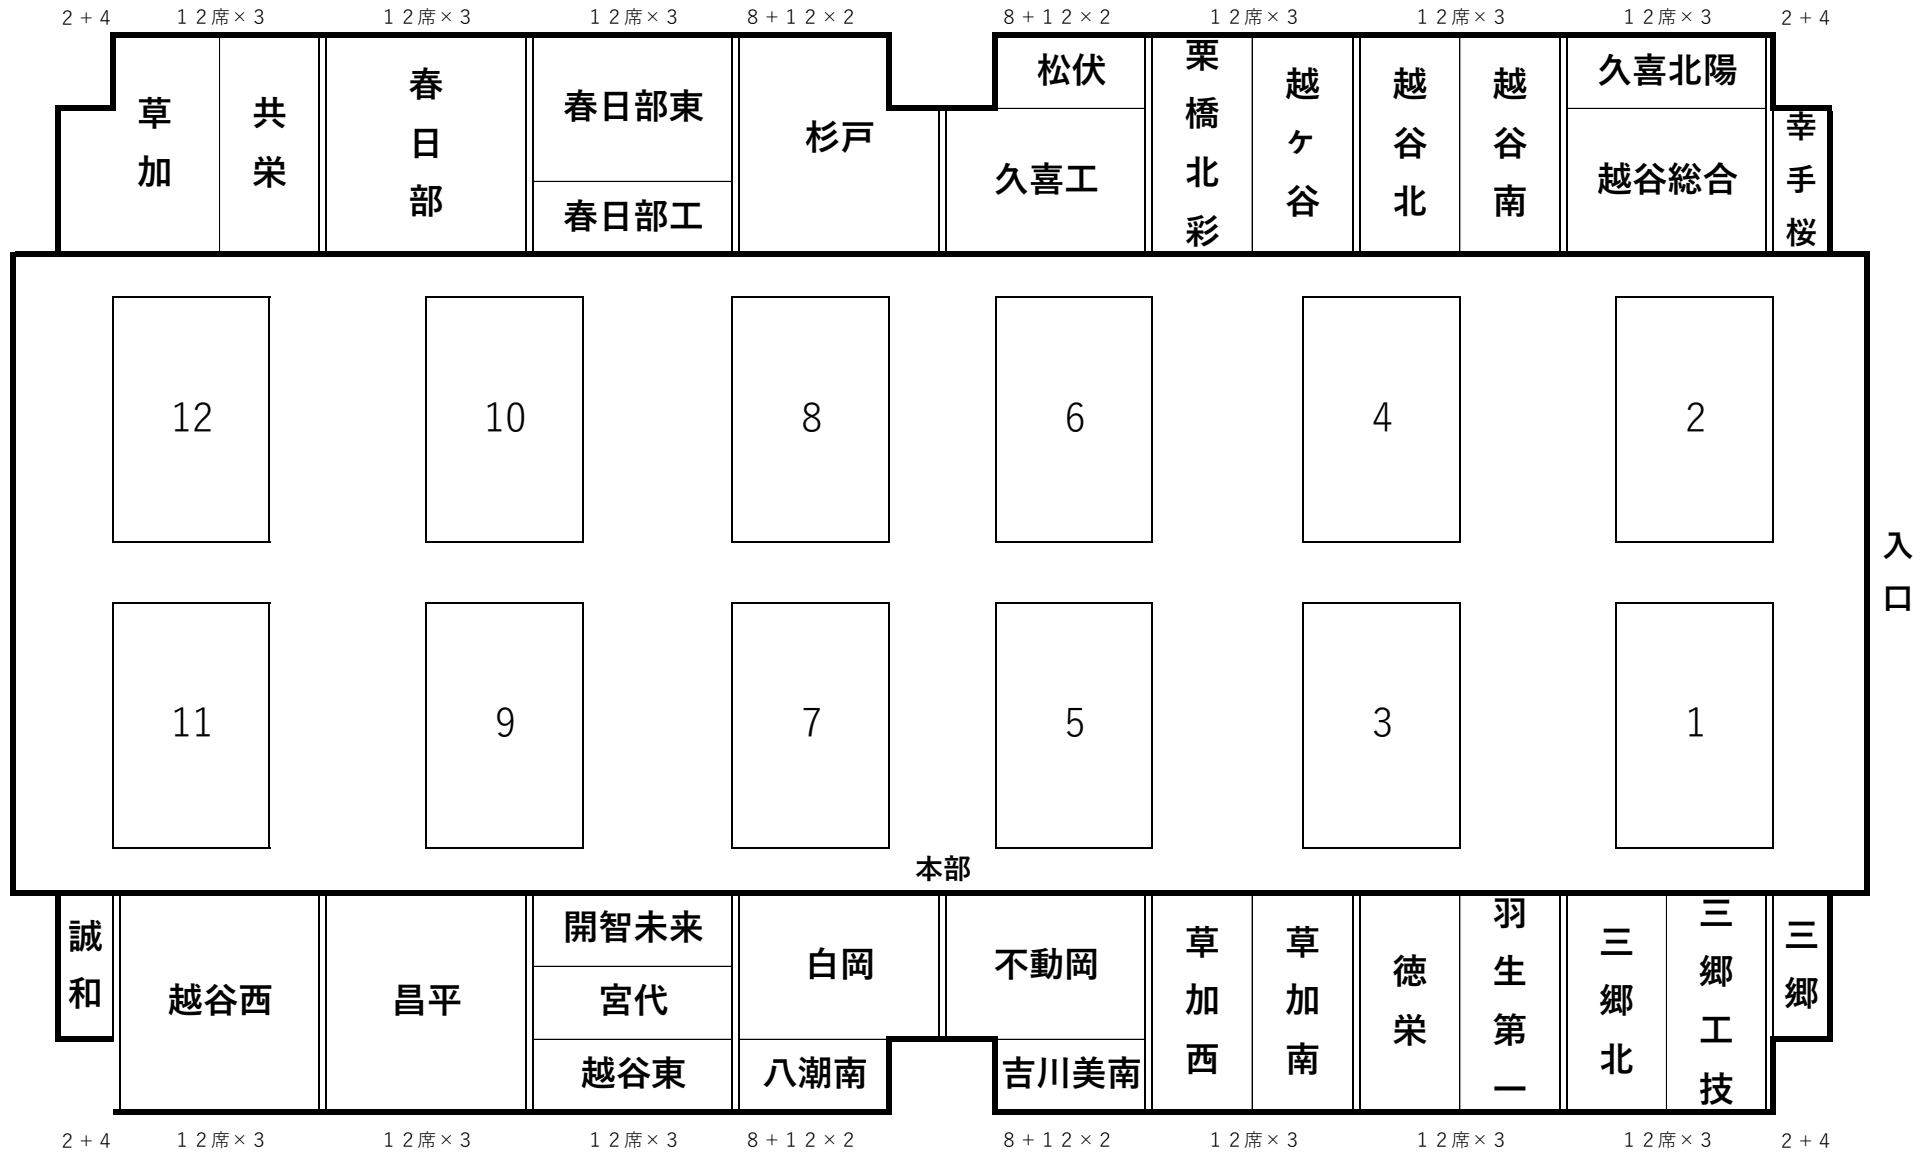 ２＋４ １２席×３ １２席×３ １２席×３ ８＋１２×２ ８＋１２×２ １２席×３ １２席×３ １２席×３ ２＋４
草加
共栄
春日部
春日部東
春日部工
杉戸
松伏
久喜工
栗橋北彩
越ヶ谷
越谷北
越谷南
久喜北陽
越谷総合
幸手桜
12 10 8 6 4 2
入口
11 9 7 5 3 1
本部
誠和
越谷西
昌平
開智未来
宮代
越谷東
白岡
八潮南
不動岡
吉川美南
草加西
草加南
徳栄
羽生第一
三郷北
三郷工技
三郷
２＋４ １２席×３ １２席×３ １２席×３ ８＋１２×２ ８＋１２×２ １２席×３ １２席×３ １２席×３ ２＋４